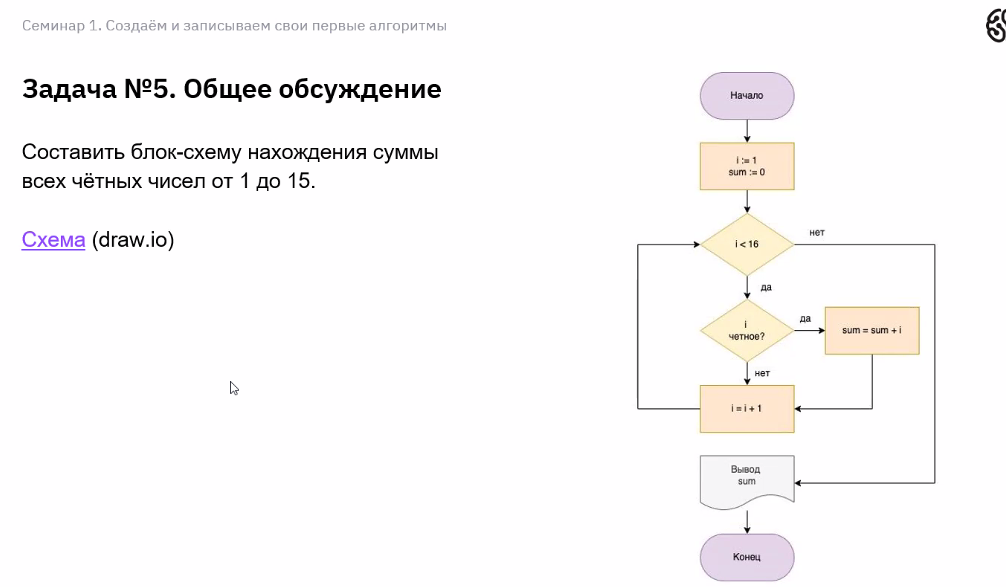 Семинар 1. Создаём и записываем свои первые алгоритмы
Задача №5. Общее обсуждение
Составить блок-схему нахождения суммы
всех чётных чисел от 1 до 15.
Схема (draw.io)
Начало
i := 1
sum := 0
i < 16
нет
да
i
четное?
да
sum = sum + i
нет
i = i + 1
Вывод
sum
Конец